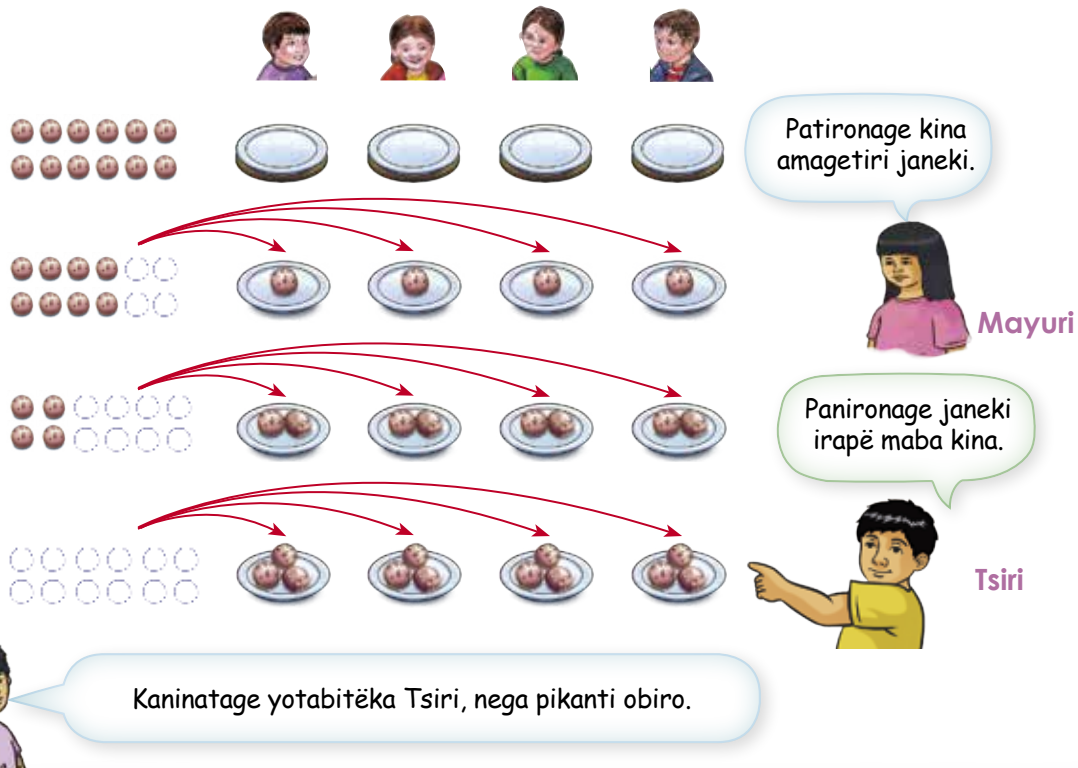 Patironage kina
amagetiri janeki.
Mayuri
Panironage janeki
irapë maba kina.
Tsiri
Kaninatage yotabitëka Tsiri, nega pikanti obiro.